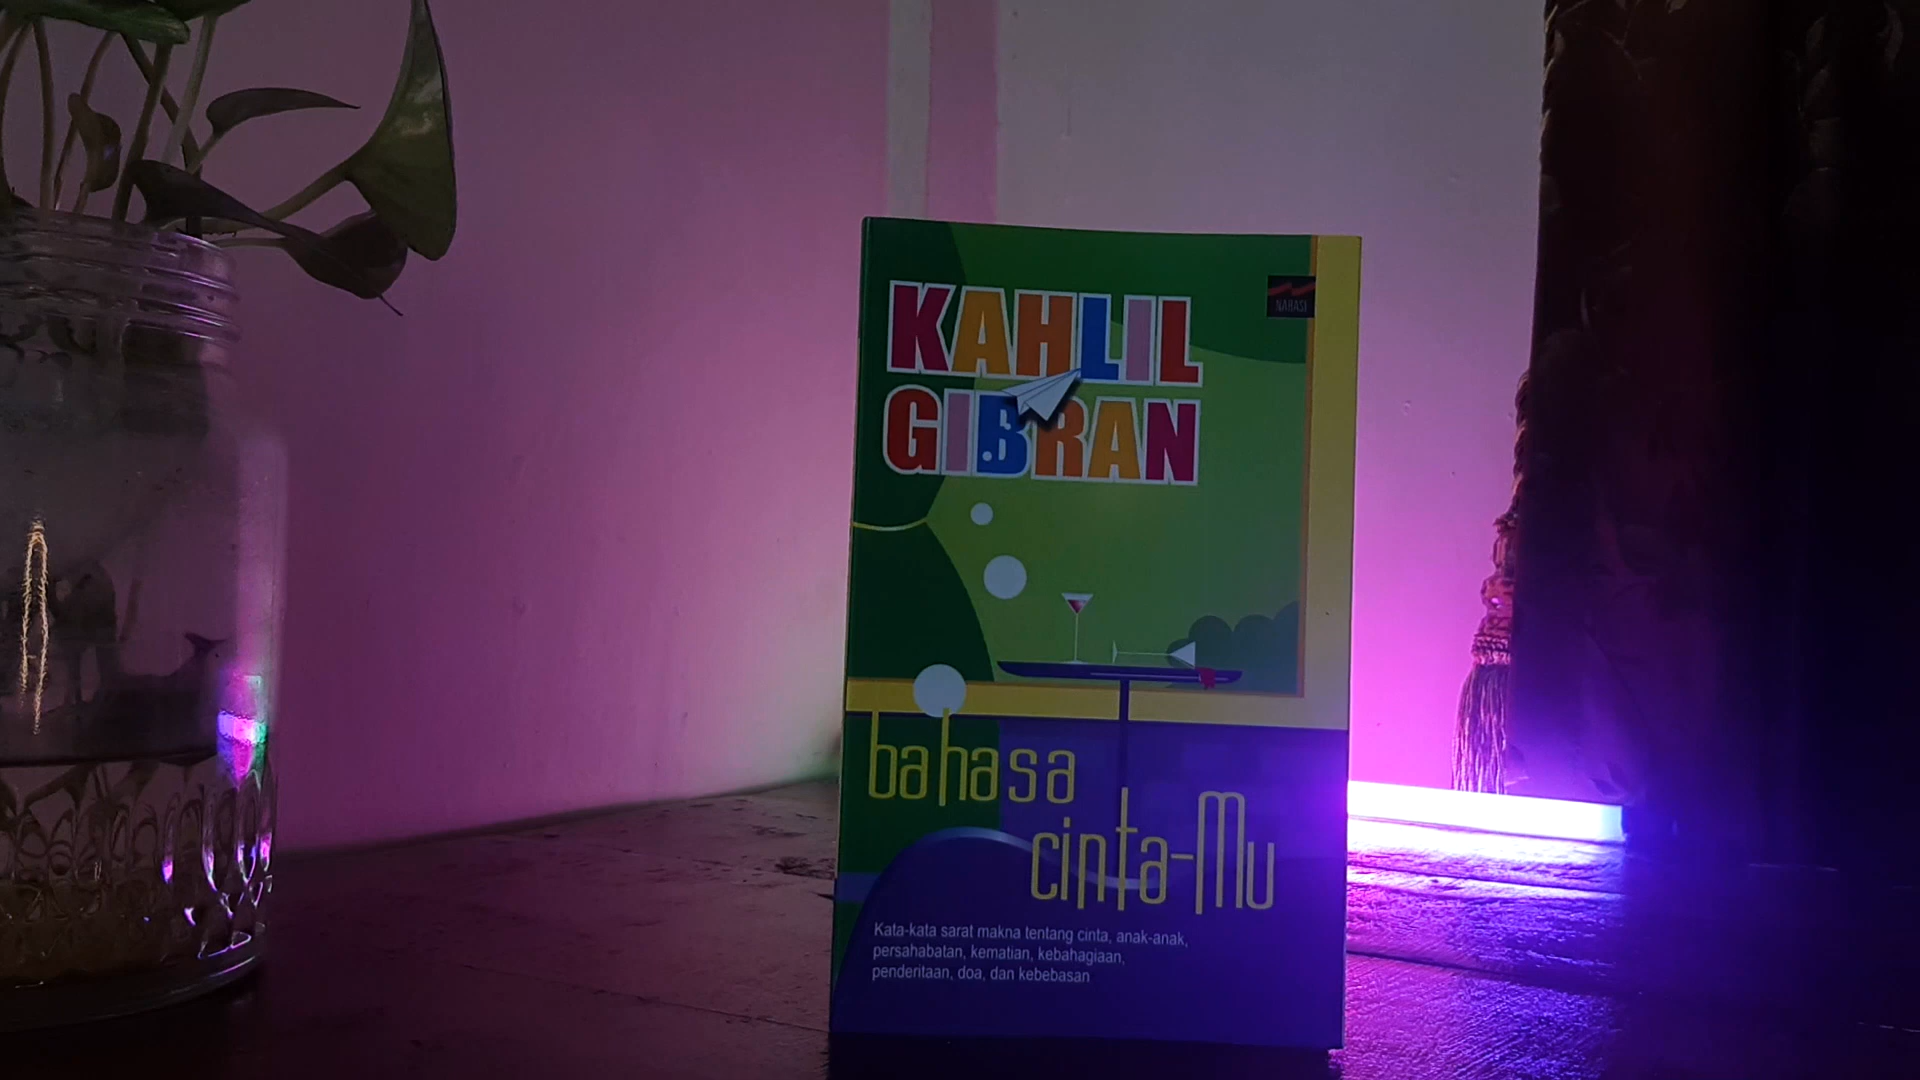 KAHLIL
GIBRAN
NARASI
bahasa
cinta-Mu
Kata-kata sarat makna tentang cinta, anak-anak,
persahabatan, kematian, kebahagiaan,
penderitaan, doa, dan kebebasan